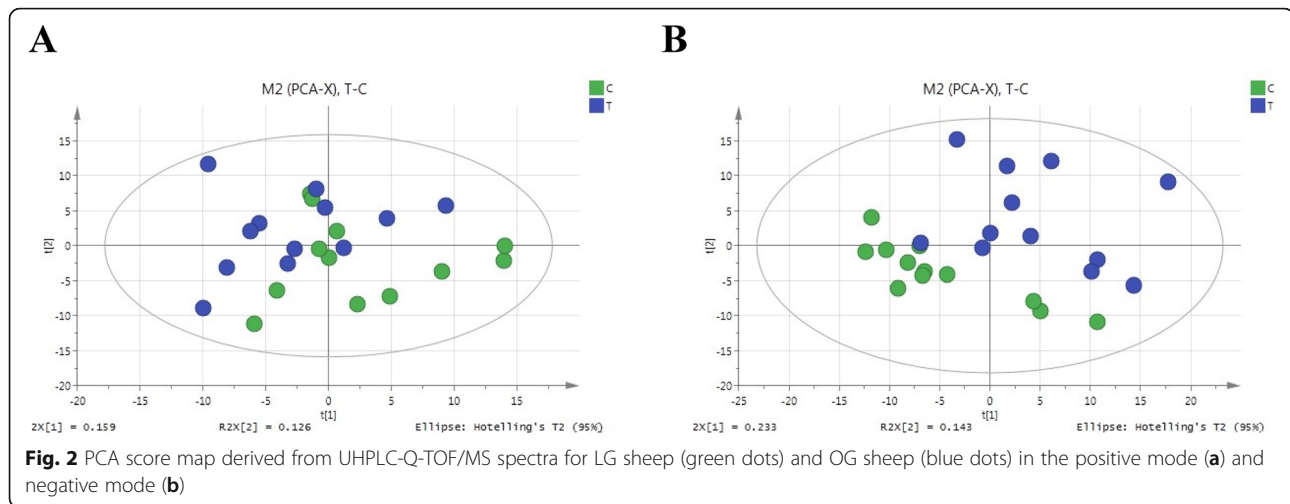 A
M2 (PCA-X), T-C
C
T
15
10
5
0
-5
-10
-15
-20
t[2]
-20 -15 -10 -5 0 5 10 15
t[1]
2X[1] = 0.159 R2X[2] = 0.126 Ellipse: Hotelling's T2 (95%)
B
M2 (PCA-X), T-C
C
T
15
10
5
0
-5
-10
-15
-20
t[2]
-25 -20 -15 -10 -5 0 5 10 15 20
t[1]
2X[1] = 0.233 R2X[2] = 0.143 Ellipse: Hotelling's T2 (95%)
Fig. 2 PCA score map derived from UHPLC-Q-TOF/MS spectra for LG sheep (green dots) and OG sheep (blue dots) in the positive mode (a) and
negative mode (b)